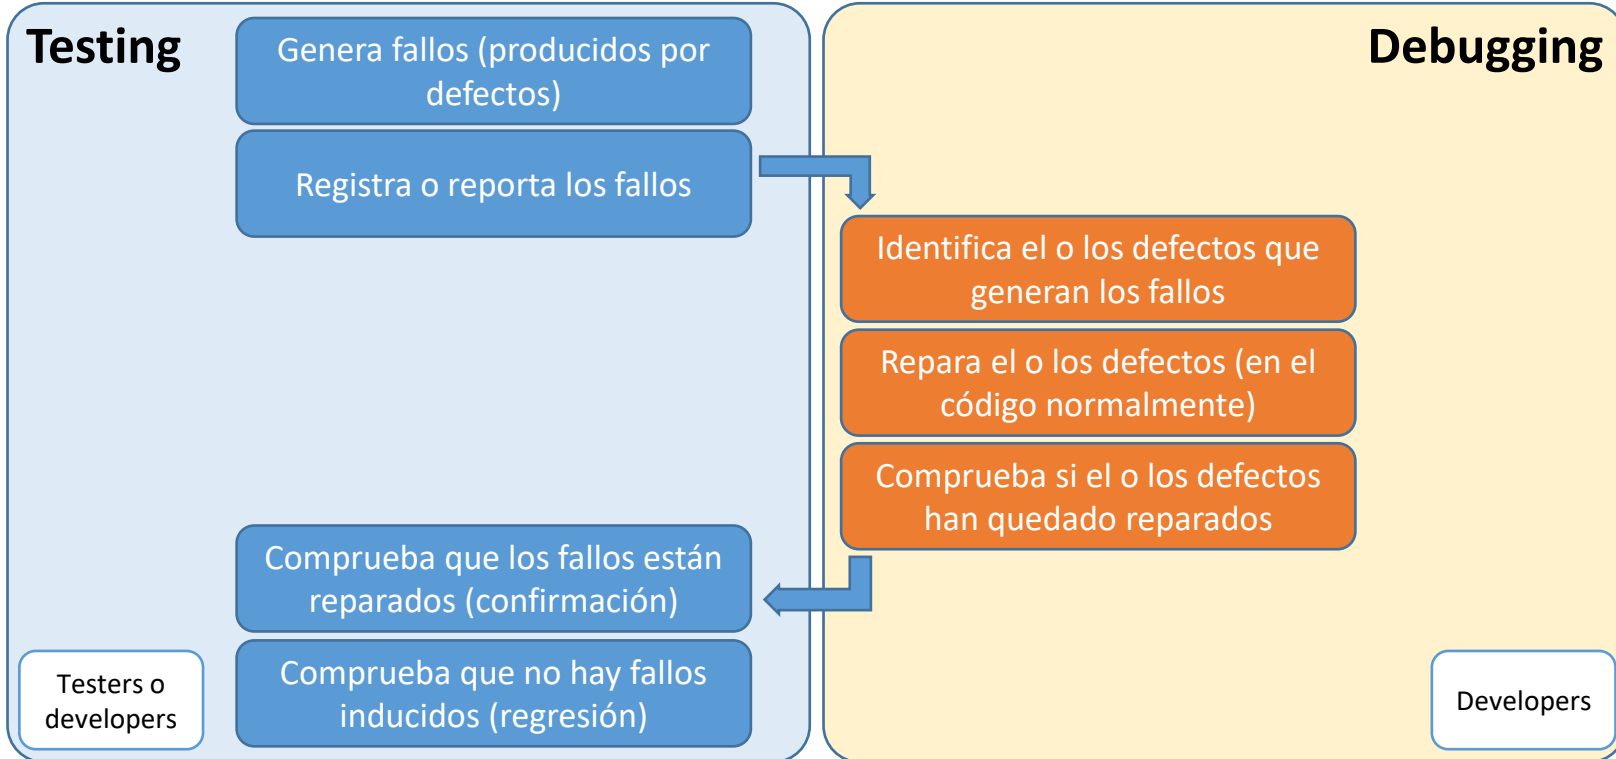 Testing
Genera fallos (producidos por
defectos)
Registra o reporta los fallos
Debugging
Identifica el o los defectos que
generan los fallos
Repara el o los defectos (en el
código normalmente)
Comprueba si el o los defectos
han quedado reparados
Comprueba que los fallos están
reparados (confirmación)
Comprueba que no hay fallos
inducidos (regresión)
Testers o
developers
Developers